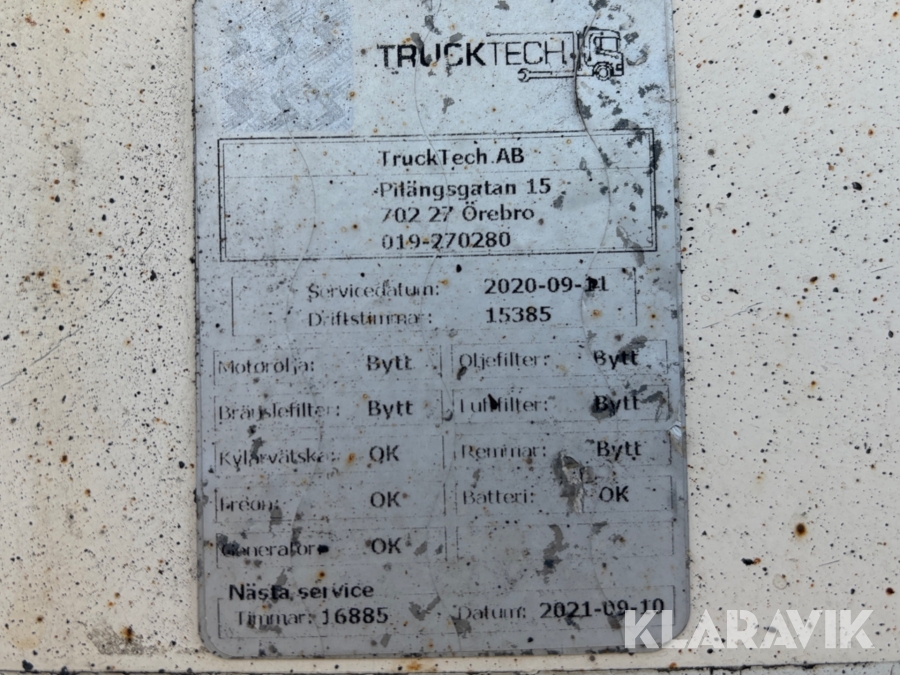 TRUCKTECH
TruckTech AB
Pilängsgatan 15
702 27 Örebro
019-270280
Servicedatum: 2020-09-11
Driftstimmar: 15385
Motorolja: Bytt Oljefilter: Bytt
Bränslefilter: Bytt Luftfilter: Bytt
Kylarvätska: OK Remmar: Bytt
Freon: OK Batteri: OK
Generator: OK
Nästa service
Timmar: 16885 Datum: 2021-09-10
KLARAVIK